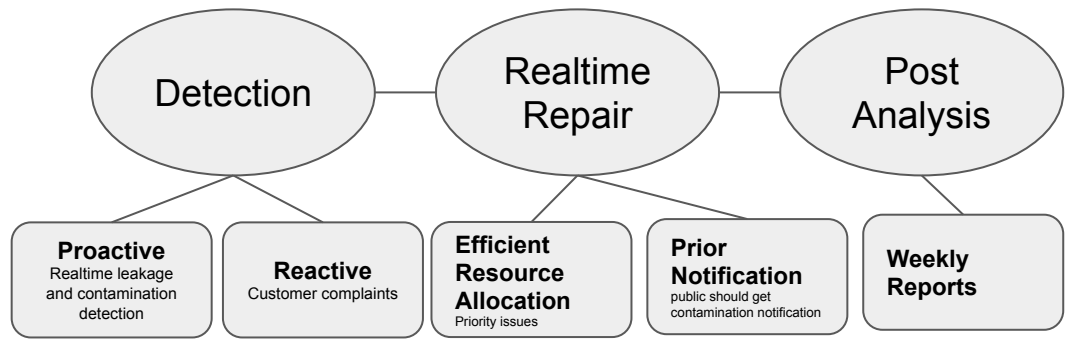 Detection
Realtime
Repair
Post
Analysis
Proactive
Realtime leakage
and contamination
detection
Reactive
Customer complaints
Efficient
Resource
Allocation
Priority issues
Prior
Notification
public should get
contamination notification
Weekly
Reports